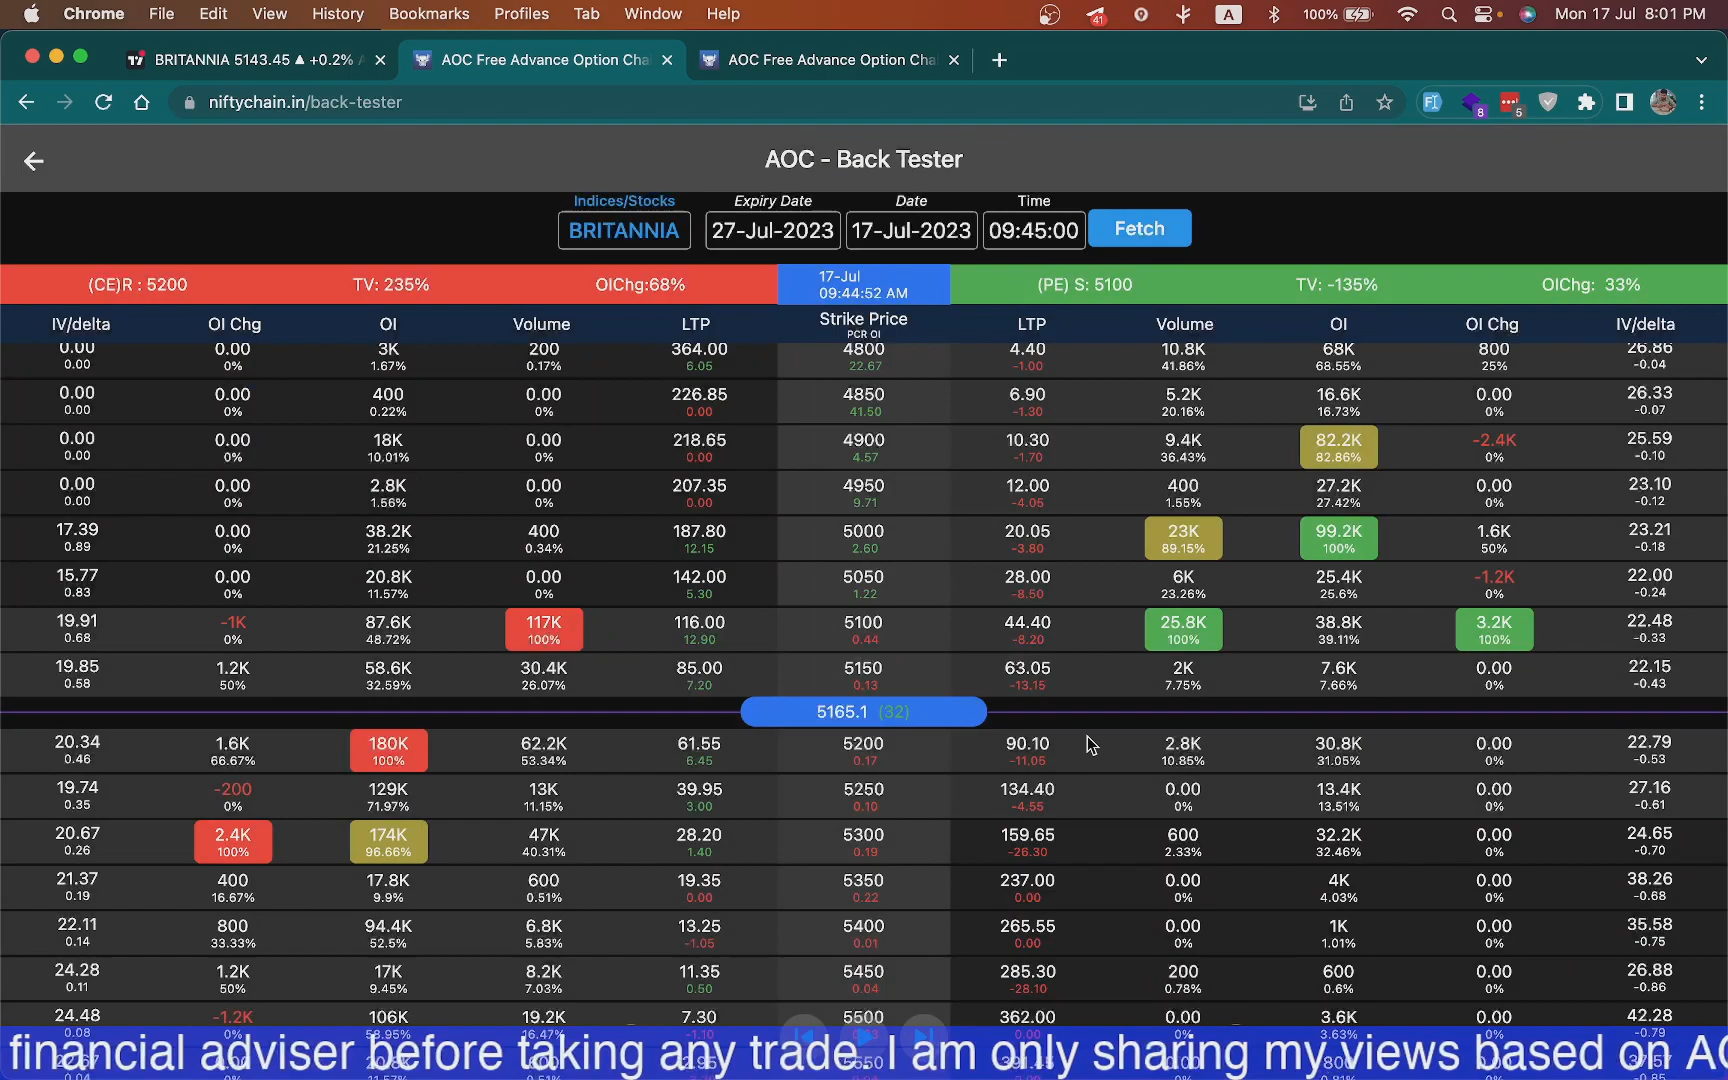 Chrome File Edit View History Bookmarks Profiles Tab Window Help 41 A 100% Mon 17 Jul 8:01 PM
BRITANNIA 5143.45 ▲ +0.2% AOC Free Advance Option Cha AOC Free Advance Option Cha
niftychain.in/back-tester 8 5
AOC - Back Tester
Indices/Stocks Expiry Date Date Time
BRITANNIA 27-Jul-2023 17-Jul-2023 09:45:00 Fetch
(CE)R : 5200 TV: 235% OIChg:68% 17-Jul 09:44:52 AM (PE) S: 5100 TV: -135% OIChg: 33%
IV/delta OI Chg OI Volume LTP Strike Price LTP Volume OI OI Chg IV/delta
PCR OI
0.00 0.00 3K 200 364.00 4800 4.40 10.8K 68K 800 26.86
0.00 0% 1.67% 0.17% 6.05 22.67 -1.00 41.86% 68.55% 25% -0.04
0.00 0.00 400 0.00 226.85 4850 6.90 5.2K 16.6K 0.00 26.33
0.00 0% 0.22% 0% 0.00 41.50 -1.30 20.16% 16.73% 0% -0.07
0.00 0.00 18K 0.00 218.65 4900 10.30 9.4K 82.2K -2.4K 25.59
0.00 0% 10.01% 0% 0.00 4.57 -1.70 36.43% 82.86% 0% -0.10
0.00 0.00 2.8K 0.00 207.35 4950 12.00 400 27.2K 0.00 23.10
0.00 0% 1.56% 0% 0.00 9.71 -4.05 1.55% 27.42% 0% -0.12
17.39 0.00 38.2K 400 187.80 5000 20.05 23K 99.2K 1.6K 23.21
0.89 0% 21.25% 0.34% 12.15 2.60 -3.80 89.15% 100% 50% -0.18
15.77 0.00 20.8K 0.00 142.00 5050 28.00 6K 25.4K -1.2K 22.00
0.83 0% 11.57% 0% 5.30 1.22 -8.50 23.26% 25.6% 0% -0.24
19.91 -1K 87.6K 117K 116.00 5100 44.40 25.8K 38.8K 3.2K 22.48
0.68 0% 48.72% 100% 12.90 0.44 -8.20 100% 39.11% 100% -0.33
19.85 1.2K 58.6K 30.4K 85.00 5150 63.05 2K 7.6K 0.00 22.15
0.58 50% 32.59% 26.07% 7.20 0.13 -13.15 7.75% 7.66% 0% -0.43
5165.1 (32)
20.34 1.6K 180K 62.2K 61.55 5200 90.10 2.8K 30.8K 0.00 22.79
0.46 66.67% 100% 53.34% 6.45 0.17 -11.05 10.85% 31.05% 0% -0.53
19.74 -200 129K 13K 39.95 5250 134.40 0.00 13.4K 0.00 27.16
0.35 0% 71.97% 11.15% 3.00 0.10 -4.55 0% 13.51% 0% -0.61
20.67 2.4K 174K 47K 28.20 5300 159.65 600 32.2K 0.00 24.65
0.26 100% 96.66% 40.31% 1.40 0.19 -26.30 2.33% 32.46% 0% -0.70
21.37 400 17.8K 600 19.35 5350 237.00 0.00 4K 0.00 38.26
0.19 16.67% 9.9% 0.51% 0.00 0.22 0.00 0% 4.03% 0% -0.68
22.11 800 94.4K 6.8K 13.25 5400 265.55 0.00 1K 0.00 35.58
0.14 33.33% 52.5% 5.83% -1.05 0.01 0.00 0% 1.01% 0% -0.75
24.28 1.2K 17K 8.2K 11.35 5450 285.30 200 600 0.00 26.88
0.11 50% 9.45% 7.03% 0.50 0.04 -28.10 0.78% 0.6% 0% -0.86
24.48 -1.2K 106K 19.2K 7.30 5500 362.00 0.00 3.6K 0.00 42.28
0.08 0% 58.95% 16.47% -1.10 0.00 0% 3.63% 0% -0.79
financial adviser before taking any trade. I am only sharing my views based on AO